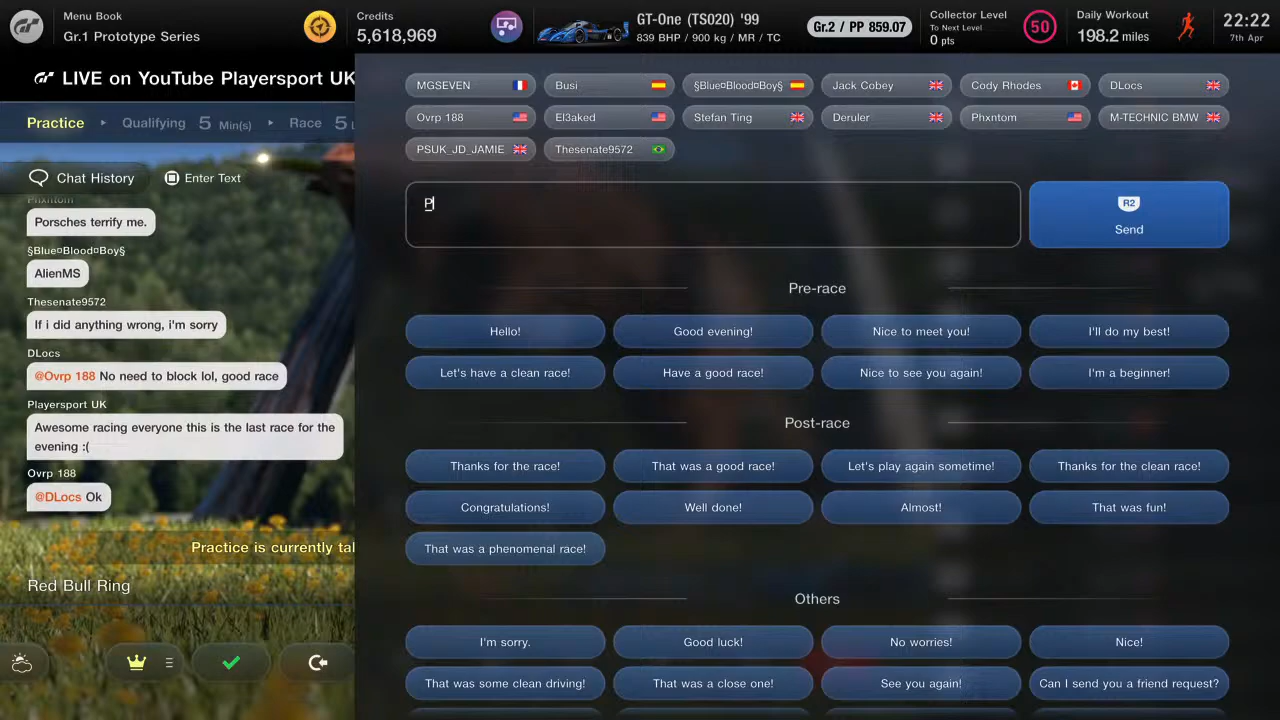 Menu Book
Gr.1 Prototype Series
Credits
5,618,969
GT-One (TS020) '99
839 BHP / 900 kg / MR / TC
Gr.2 / PP 859.07
Collector Level
To Next Level
0 pts
50
Daily Workout
198.2 miles
22:22
7th Apr
LIVE on YouTube Playersport UK
Practice
Qualifying 5 Min(s)
Race 5 L
Chat History
Enter Text
Phxntom
Porsches terrify me.
§Blue¤Blood¤Boy§
AlienMS
Thesenate9572
If i did anything wrong, i'm sorry
DLocs
@Ovrp 188 No need to block lol, good race
Playersport UK
Awesome racing everyone this is the last race for the
evening :(
Ovrp 188
@DLocs Ok
Practice is currently tal
Red Bull Ring
MGSEVEN
Busi
§Blue¤Blood¤Boy§
Jack Cobey
Cody Rhodes
DLocs
Ovrp 188
El3aked
Stefan Ting
Deruler
Phxntom
M-TECHNIC BMW
PSUK_JD_JAMIE
Thesenate9572
P
R2
Send
Pre-race
Hello!
Good evening!
Nice to meet you!
I'll do my best!
Let's have a clean race!
Have a good race!
Nice to see you again!
I'm a beginner!
Post-race
Thanks for the race!
That was a good race!
Let's play again sometime!
Thanks for the clean race!
Congratulations!
Well done!
Almost!
That was fun!
That was a phenomenal race!
Others
I'm sorry.
Good luck!
No worries!
Nice!
That was some clean driving!
That was a close one!
See you again!
Can I send you a friend request?